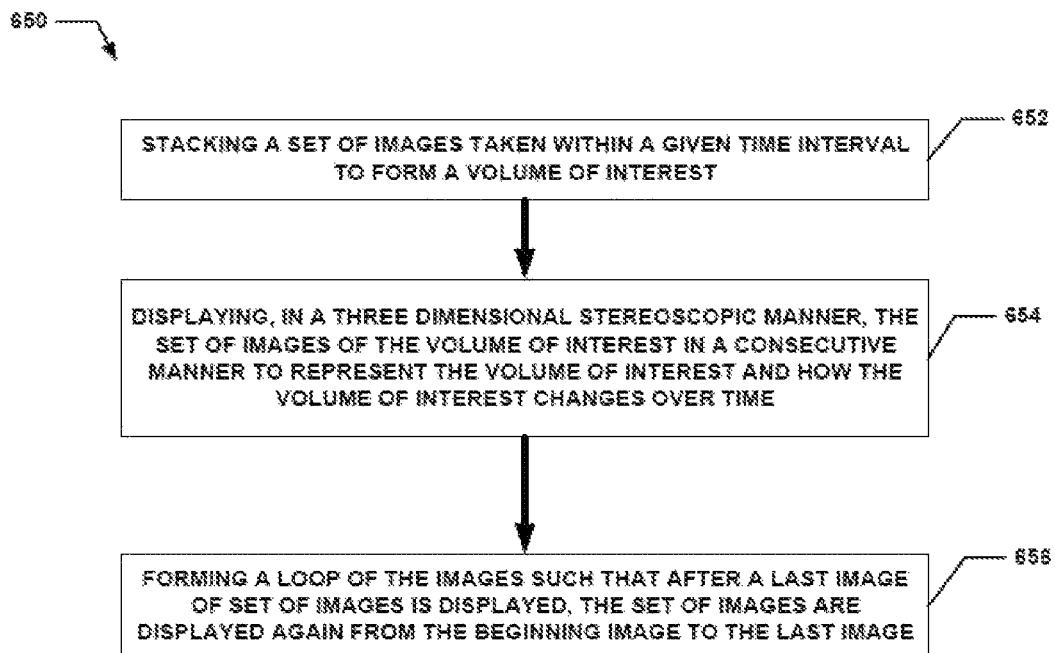 650
652
STACKING A SET OF IMAGES TAKEN WITHIN A GIVEN TIME INTERVAL
TO FORM A VOLUME OF INTEREST
654
DISPLAYING, IN A THREE DIMENSIONAL STEREOSCOPIC MANNER, THE
SET OF IMAGES OF THE VOLUME OF INTEREST IN A CONSECUTIVE
MANNER TO REPRESENT THE VOLUME OF INTEREST AND HOW THE
VOLUME OF INTEREST CHANGES OVER TIME
656
FORMING A LOOP OF THE IMAGES SUCH THAT AFTER A LAST IMAGE
OF SET OF IMAGES IS DISPLAYED, THE SET OF IMAGES ARE
DISPLAYED AGAIN FROM THE BEGINNING IMAGE TO THE LAST IMAGE